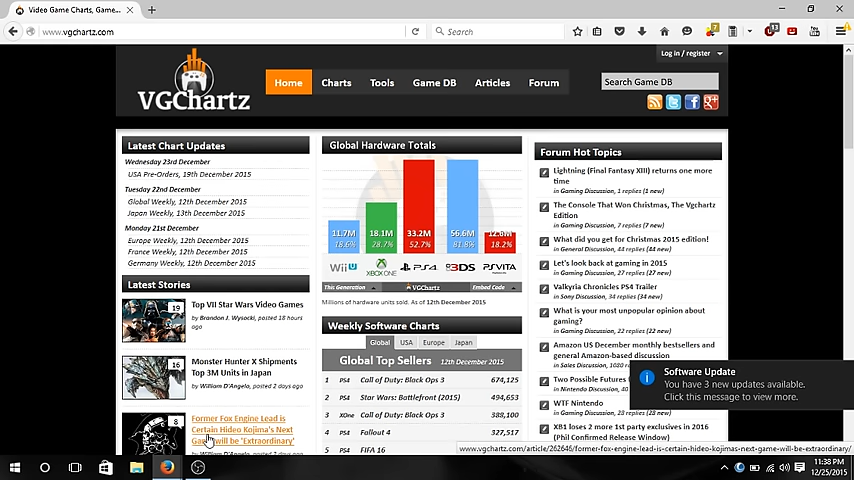 Video Game Charts, Game...
www.vgchartz.com
Search
Log in / register
VGChartz
Home
Charts
Tools
Game DB
Articles
Forum
Search Game DB
Latest Chart Updates
Wednesday 23rd December
USA Pre-Orders, 19th December 2015
Tuesday 22nd December
Global Weekly, 12th December 2015
Japan Weekly, 13th December 2015
Monday 21st December
Europe Weekly, 12th December 2015
France Weekly, 12th December 2015
Germany Weekly, 12th December 2015
Latest Stories
19
Top VII Star Wars Video Games
by Brandon J. Wysocki, posted 18 hours
ago
16
Monster Hunter X Shipments
Top 3M Units in Japan
by William D'Angelo, posted 2 days ago
8
Former Fox Engine Lead is
Certain Hideo Kojima's Next
Game will be 'Extraordinary'
by William D'Angelo, posted 2 days
Global Hardware Totals
11.7M
18.6%
18.1M
28.7%
33.2M
52.7%
56.6M
81.8%
12.6M
18.2%
Wii U
XBOX ONE
PS4
3DS
PSVITA
This Generation
VGChartz
Embed Code
Millions of hardware units sold. As of 12th December 2015
Weekly Software Charts
Global
USA
Europe
Japan
Global Top Sellers 12th December 2015
1 PS4 Call of Duty: Black Ops 3 674,125
2 PS4 Star Wars: Battlefront (2015) 494,653
3 XOne Call of Duty: Black Ops 3 388,100
4 PS4 Fallout 4 327,517
5 PS4 FIFA 16
Forum Hot Topics
Lightning (Final Fantasy XIII) returns one more
time
in Gaming Discussion, 1 replies (1 new)
The Console That Won Christmas, The Vgchartz
Edition
in Gaming Discussion, 7 replies (7 new)
What did you get for Christmas 2015 edition!
in General Discussion, 44 replies (44 new)
Let's look back at gaming in 2015
in Gaming Discussion, 27 replies (27 new)
Valkyria Chronicles PS4 Trailer
in Sony Discussion, 34 replies (34 new)
What is your most unpopular opinion about
gaming?
in Gaming Discussion, 22 replies (22 new)
Amazon US December monthly bestsellers and
general Amazon-based discussion
in Sales Discussion, 1080
Two Possible Futures
in Gaming Discussion,
WTF Nintendo
in Gaming Discussion,
XB1 loses 2 more 1st party exclusives in 2016
(Phil Confirmed Release Window)
Software Update
You have 3 new updates available.
Click this message to view more.
www.vgchartz.com/article/262646/former-fox-engine-lead-is-certain-hideo-kojimas-next-game-will-be-extraordinary/
11:38 PM
12/25/2015